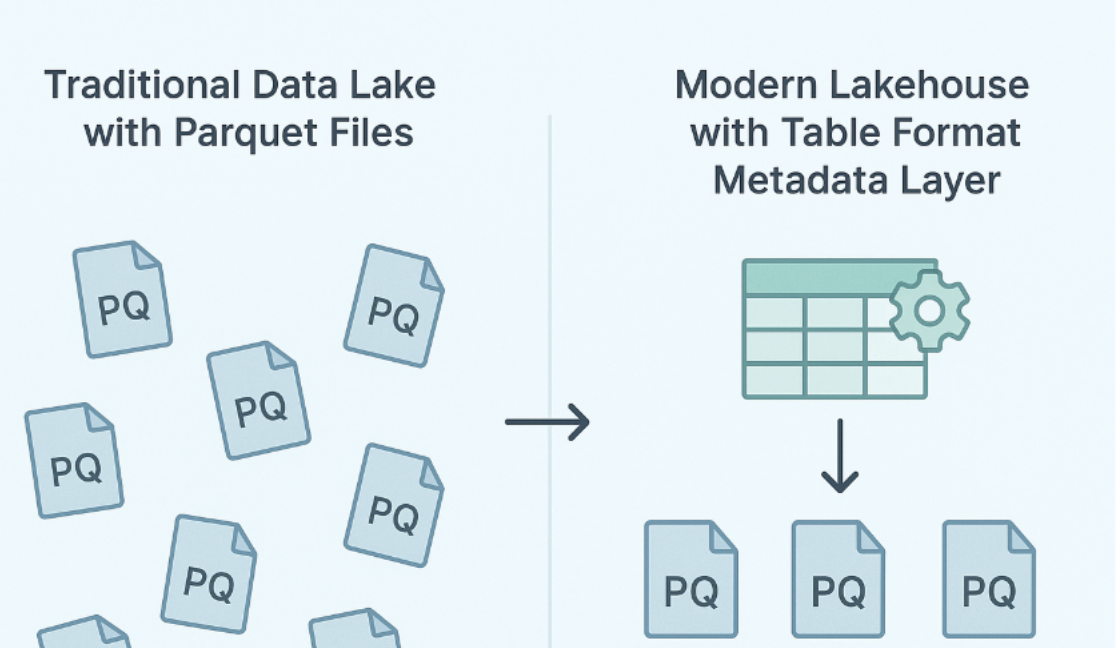 Traditional Data Lake
with Parquet Files
Modern Lakehouse
with Table Format
Metadata Layer
PQ
PQ
PQ
PQ
PQ
PQ
PQ
PQ
PQ